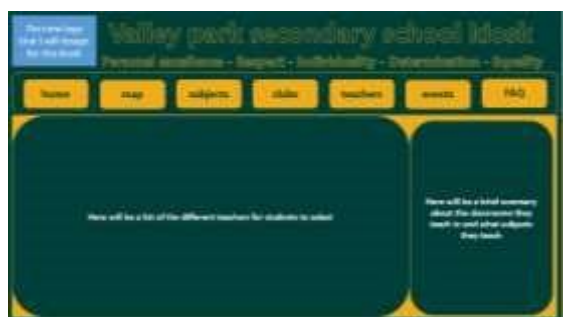 The new logo
that I will design
for the kiosk
Valley park secondary school kiosk
Personal excellence - Respect - Individuality - Determination - Equality
home
map
subjects
clubs
teachers
events
FAQ
Here will be a list of the different teachers for students to select
Here will be a brief summary
about the classrooms they
teach in and what subjects
they teach